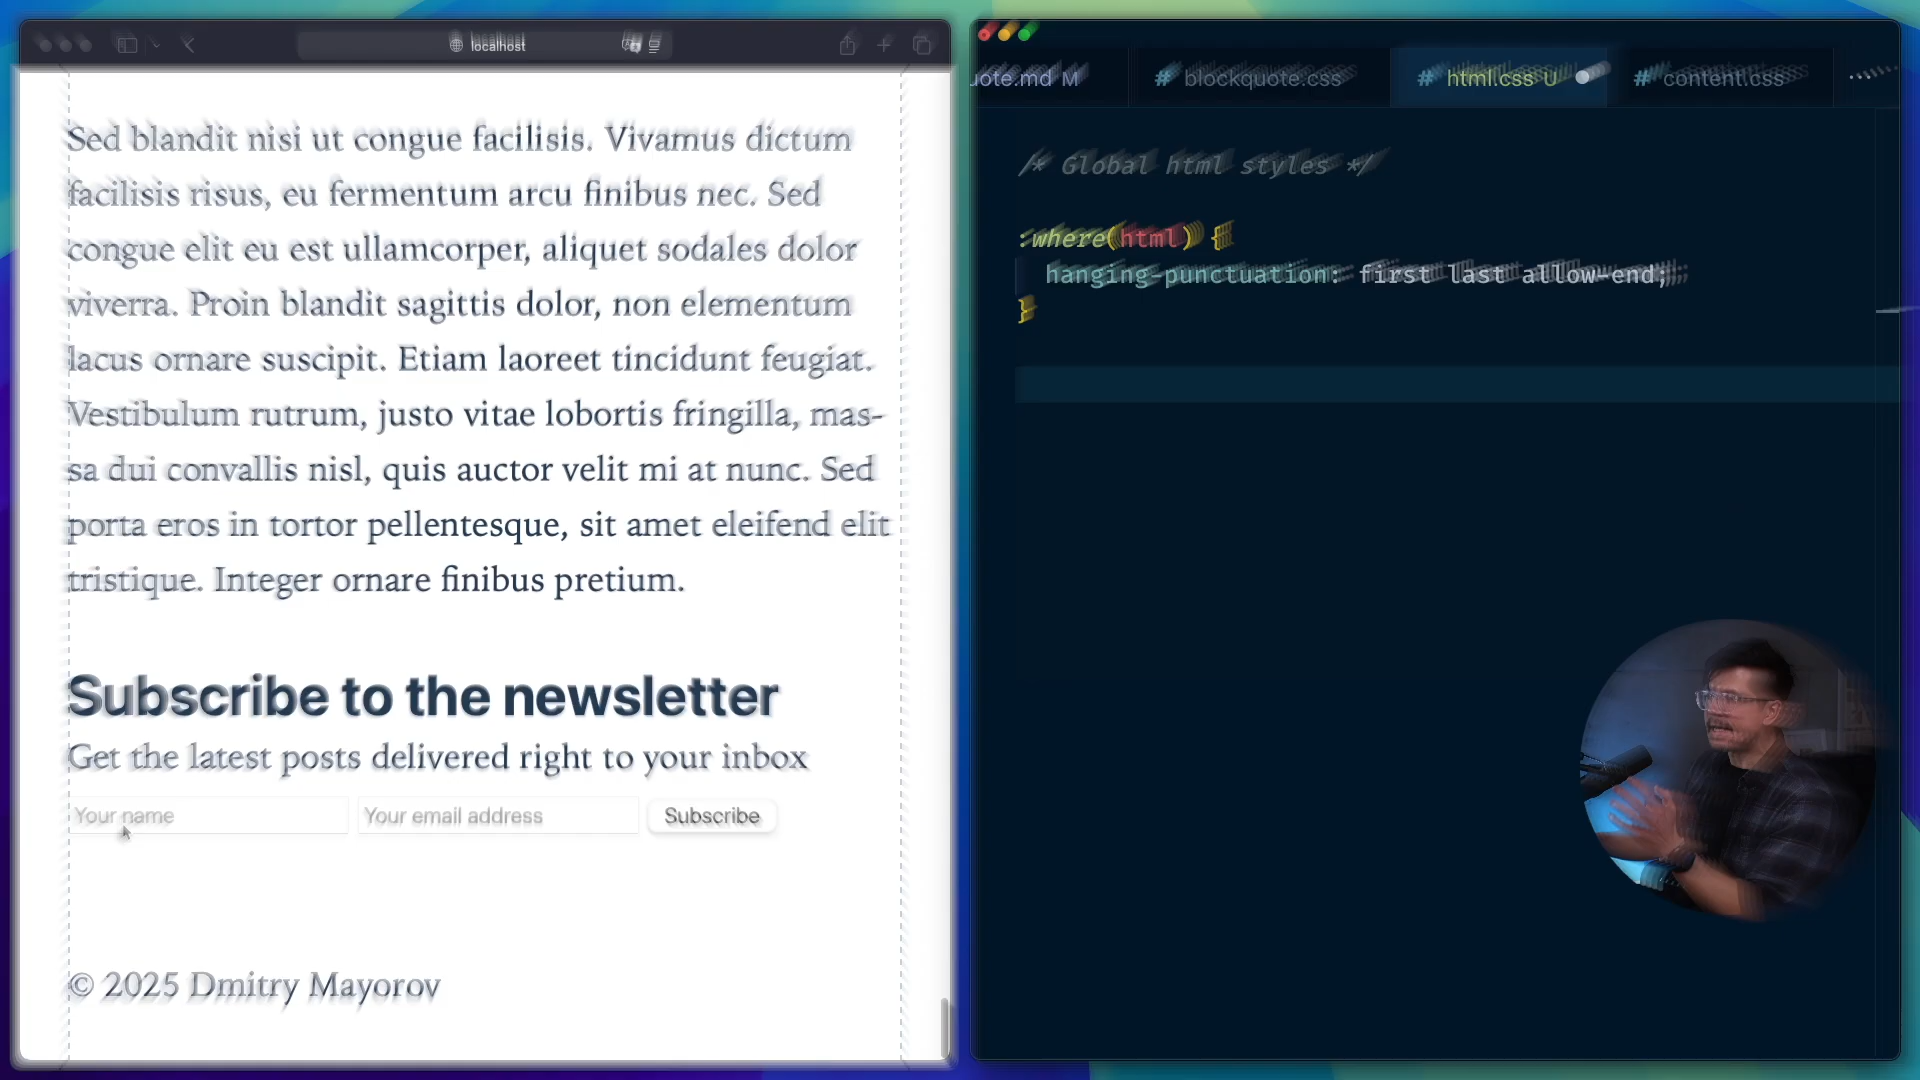 localhost
Sed blandit nisi ut congue facilisis. Vivamus dictum
facilisis risus, eu fermentum arcu finibus nec. Sed
congue elit eu est ullamcorper, aliquet sodales dolor
viverra. Proin blandit sagittis dolor, non elementum
lacus ornare suscipit. Etiam laoreet tincidunt feugiat.
Vestibulum rutrum, justo vitae lobortis fringilla, mas-
sa dui convallis nisl, quis auctor velit mi at nunc. Sed
porta eros in tortor pellentesque, sit amet eleifend elit
tristique. Integer ornare finibus pretium.
Subscribe to the newsletter
Get the latest posts delivered right to your inbox
Your name
Your email address
Subscribe
© 2025 Dmitry Mayorov
uote.md M
# blockquote.css
# html.css U
# content.css
/* Global html styles */
:where(html) {
hanging-punctuation: first last allow-end;
}